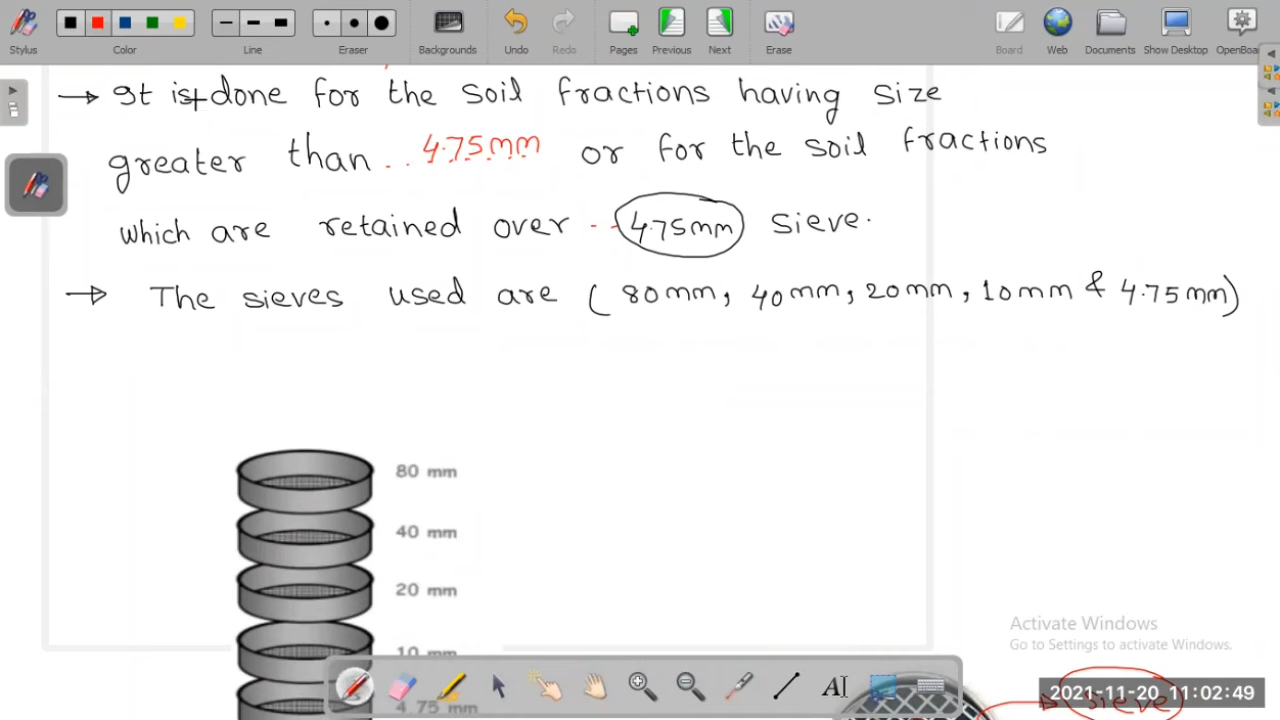 Stylus
Color
Line
Eraser
Backgrounds
Undo
Redo
Pages
Previous
Next
Erase
Board
Web
Documents
Show Desktop
OpenBoa
→ It is done for the soil fractions having size
greater than .. 4.75mm or for the soil fractions
which are retained over -- 4.75mm sieve.
→ The sieves used are (80mm, 40mm, 20mm, 10mm & 4.75mm)
80 mm
40 mm
20 mm
10 mm
4.75 mm
Activate Windows
Go to Settings to activate Windows.
sieve
2021-11-20 11:02:49